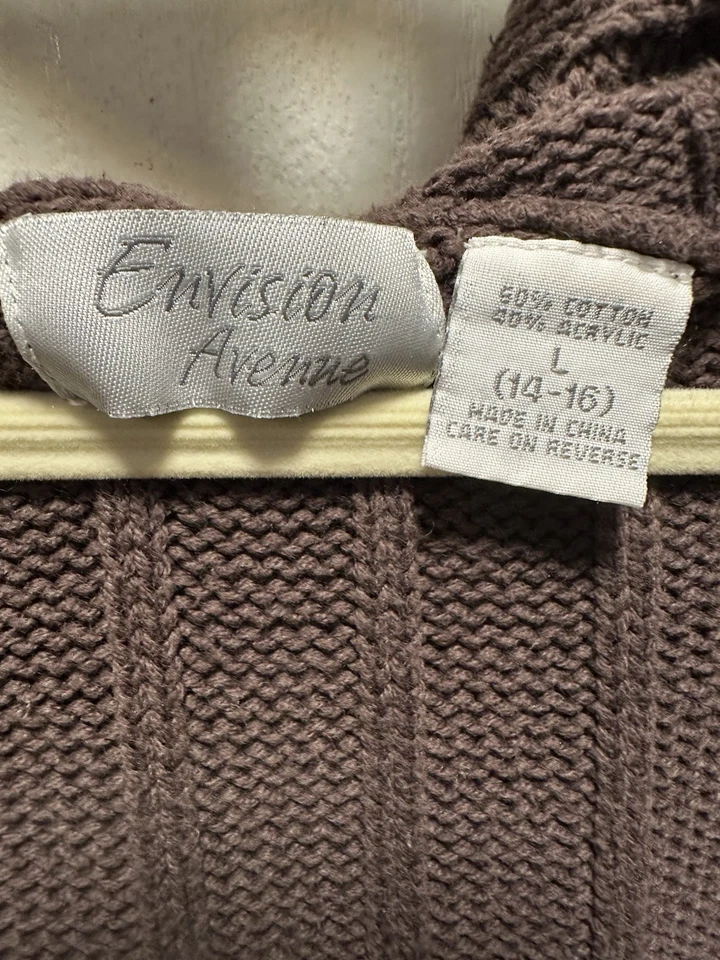 Envision
Avenue
60% COTTON
40% ACRYLIC
L
(14-16)
MADE IN CHINA
CARE ON REVERSE